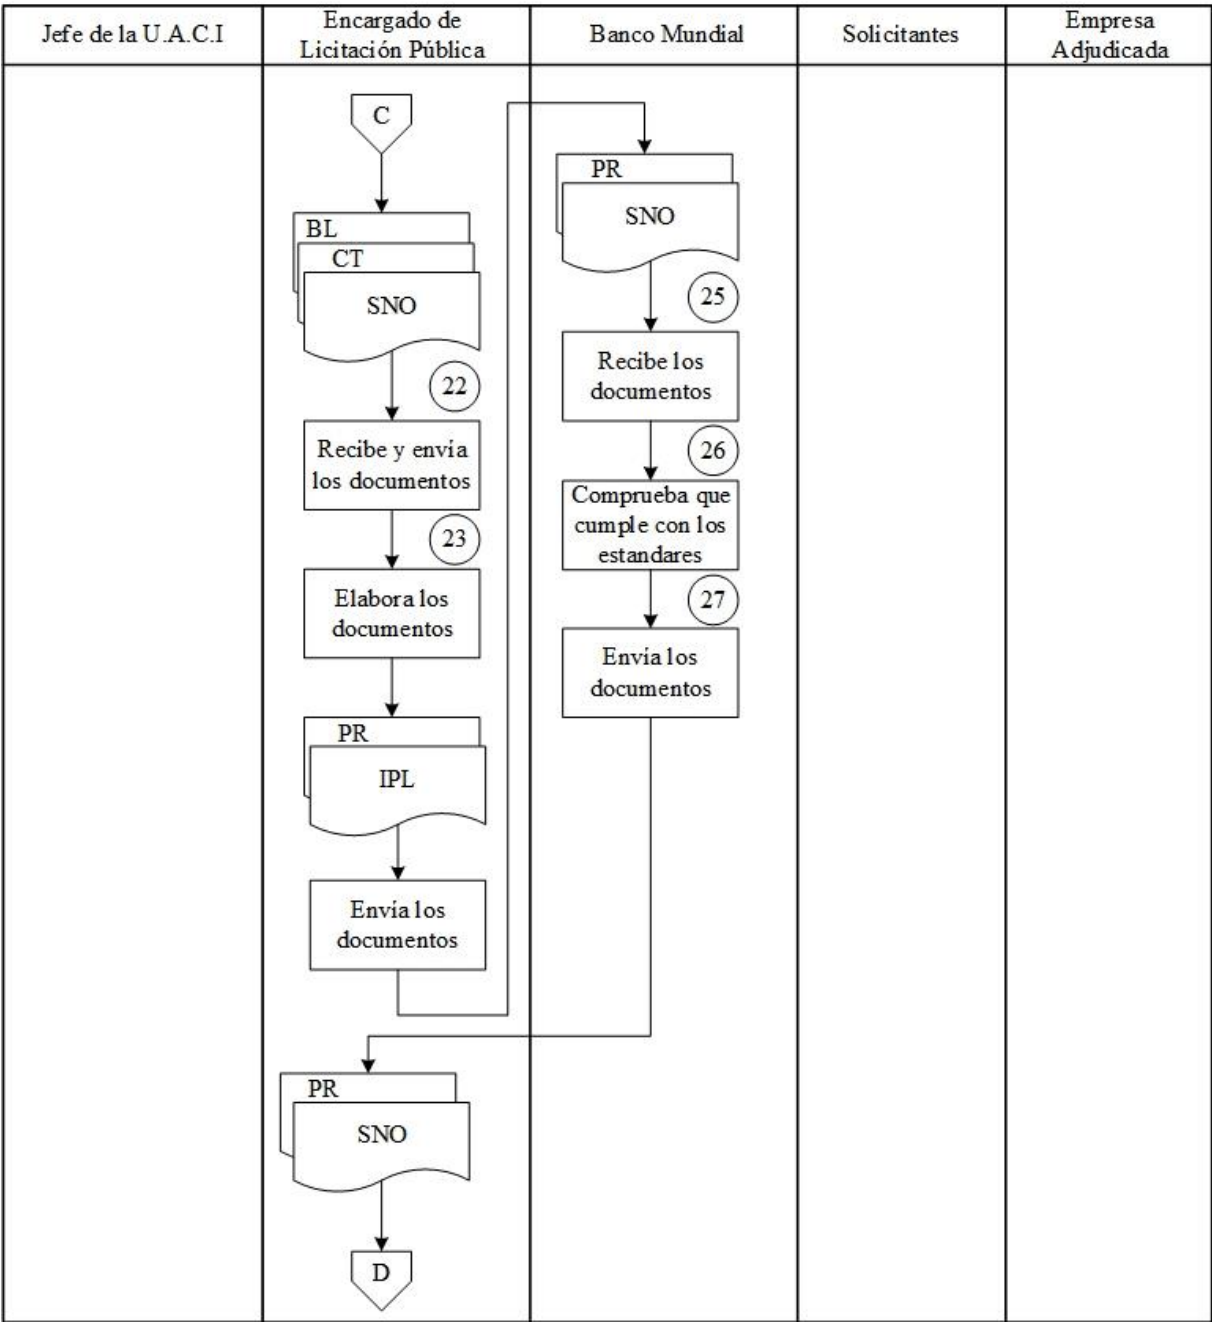 Jefe de la U.A.C.I
Encargado de
Licitación Pública
Banco Mundial
Solicitantes
Empresa
Adjudicada
C
BL
CT
SNO
22
Recibe y envía
los documentos
23
Elabora los
documentos
PR
IPL
Envía los
documentos
PR
SNO
25
Recibe los
documentos
26
Comprueba que
cumple con los
estandares
27
Envía los
documentos
PR
SNO
D